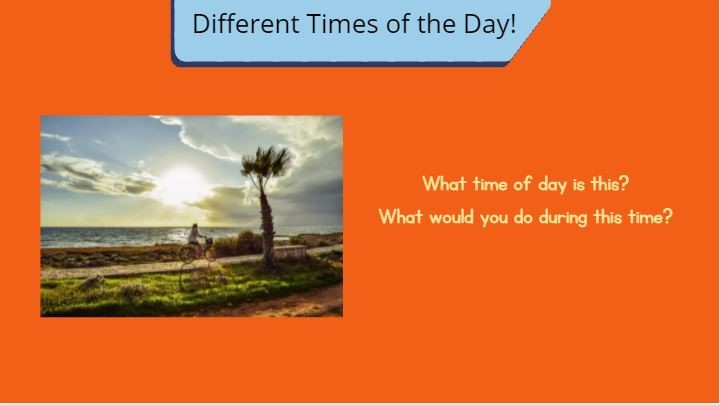 Different Times of the Day!
What time of day is this?
What would you do during this time?